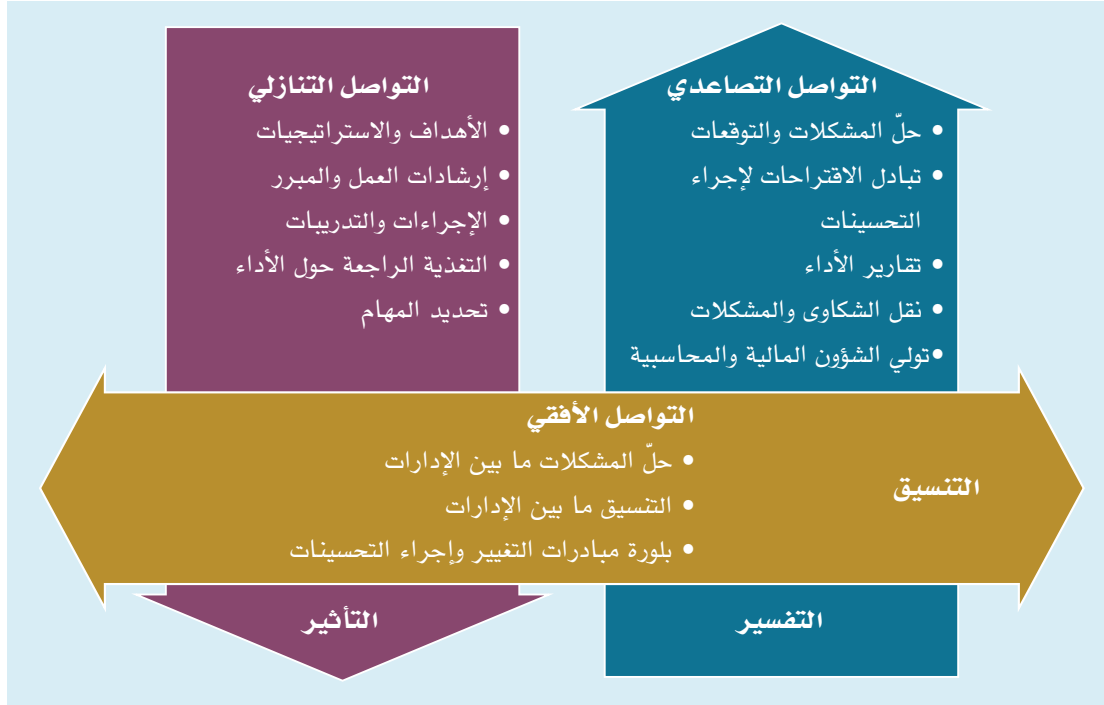 التواصل التصاعدي
• حلّ المشكلات والتوقعات
• تبادل الاقتراحات لإجراء
التحسينات
• تقارير الأداء
• نقل الشكاوى والمشكلات
•تولي الشؤون المالية والمحاسبية
التواصل التنازلي
• الأهداف والاستراتيجيات
• إرشادات العمل والمبرر
• الإجراءات والتدريبات
• التغذية الراجعة حول الأداء
• تحديد المهام
التواصل الأفقي
• حلّ المشكلات ما بين الإدارات
• التنسيق ما بين الإدارات
• بلورة مبادرات التغيير وإجراء التحسينات
التنسيق
التفسير
التأثير